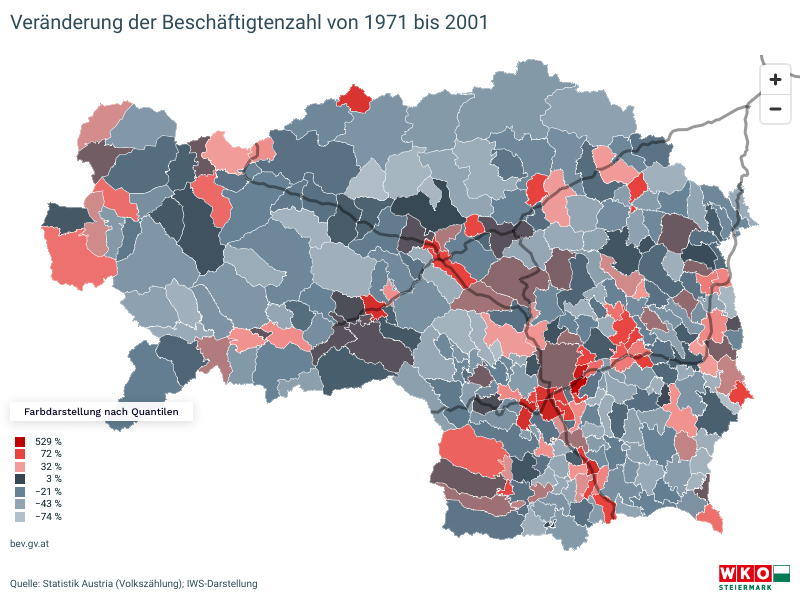 Veränderung der Beschäftigtenzahl von 1971 bis 2001
+
−
Farbdarstellung nach Quantilen
529 %
72 %
32 %
3 %
−21 %
−43 %
−74 %
bev.gv.at
Quelle: Statistik Austria (Volkszählung); IWS-Darstellung
WKO
STEIERMARK